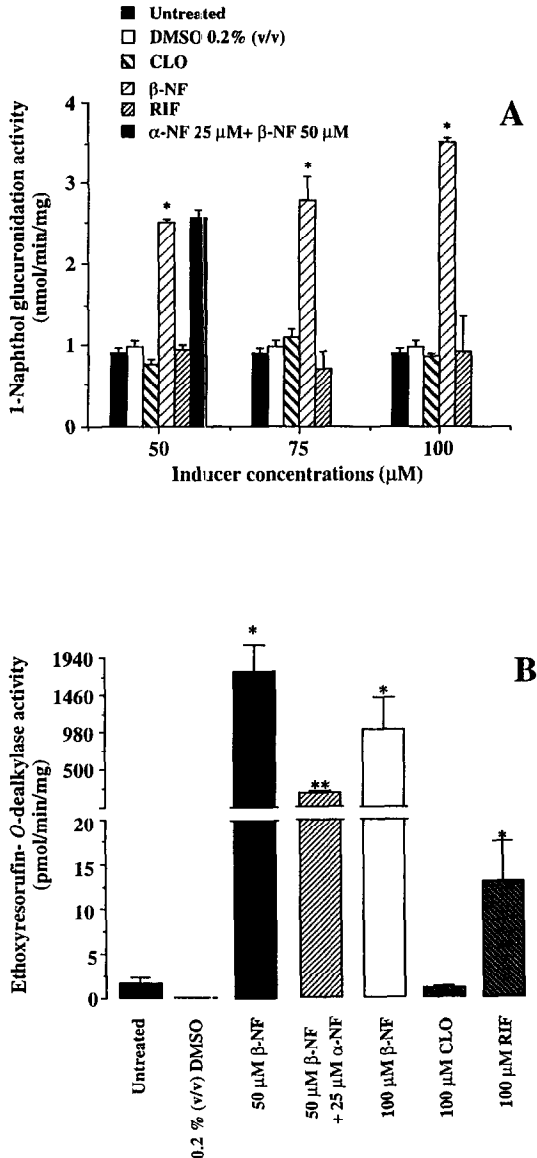 Untreated
DMSO 0.2% (v/v)
CLO
β-NF
RIF
α-NF 25 μM+ β-NF 50 μM
A
1-Naphthol glucuronidation activity
(nmol/min/mg)
4
3
2
1
0
*
*
*
50
75
100
Inducer concentrations (μM)
B
Ethoxyresorufin- O-dealkylase activity
(pmol/min/mg)
1940
1460
980
500
20
15
10
5
0
*
**
*
*
Untreated
0.2 % (v/v) DMSO
50 μM β-NF
50 μM β-NF
+ 25 μM α-NF
100 μM β-NF
100 μM CLO
100 μM RIF